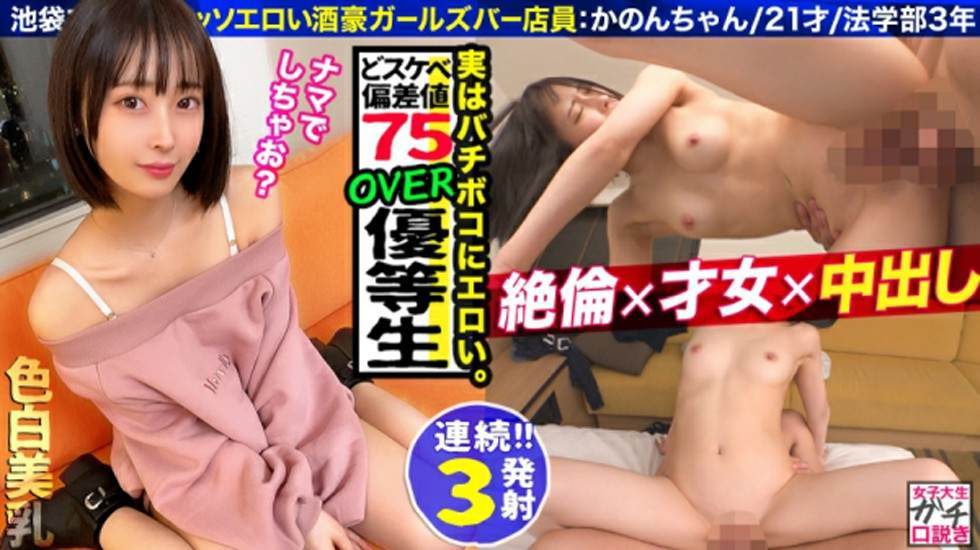 池袋
ッソエロい酒豪ガールズバー店員:かのんちゃん/21才/法学部3年
ナマで
しちゃお?
実はバチボコにエロい。
どスケベ
偏差値
75
OVER
優等生
絶倫×才女×中出し
色白美乳
連続!!
3発射
女子大生
ガチ
口説き